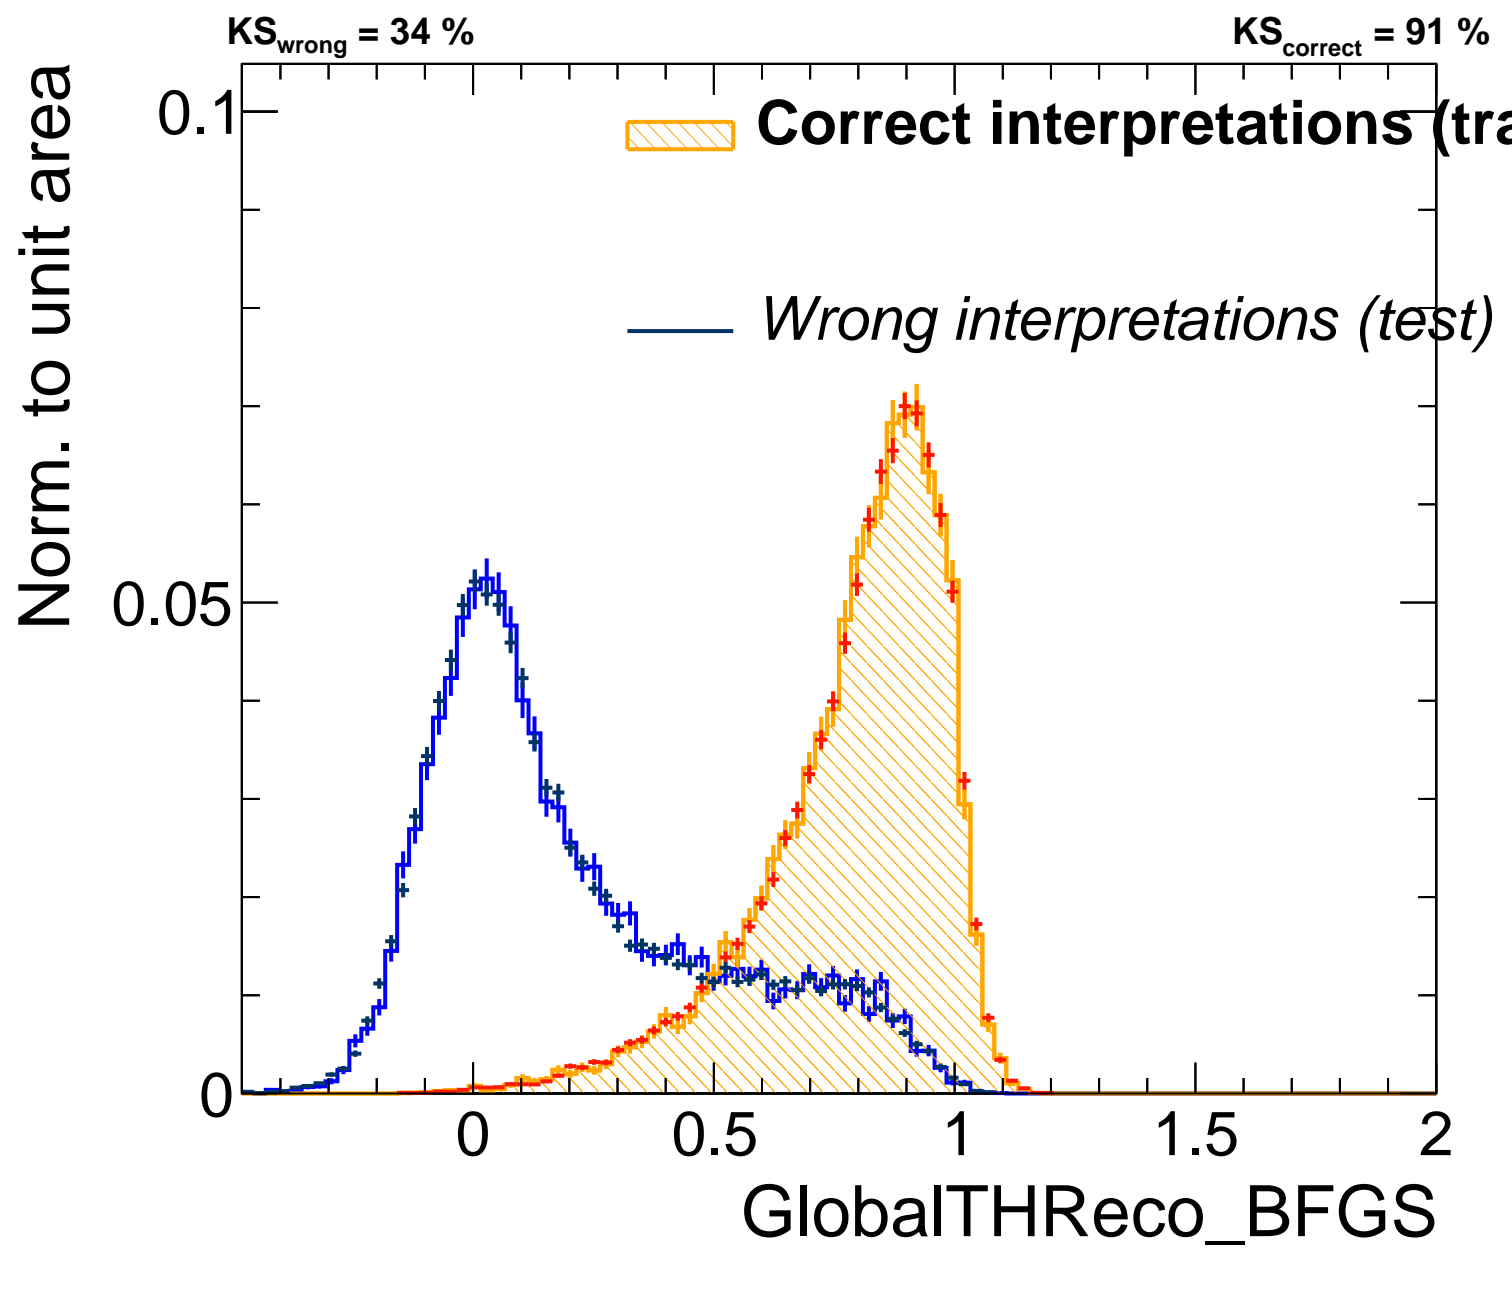 KSwrong = 34 %
KScorrect = 91 %
Norm. to unit area
0.1
0.05
0
Correct interpretations (tra
Wrong interpretations (test)
0 0.5 1 1.5 2
GlobalTHReco_BFGS